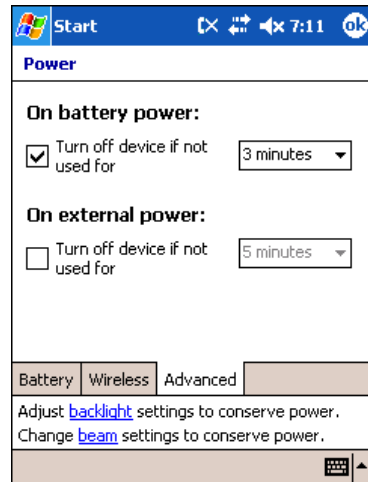 Start 7:11 ok
Power
On battery power:
Turn off device if not
used for
3 minutes
On external power:
Turn off device if not
used for
5 minutes
Battery Wireless Advanced
Adjust backlight settings to conserve power.
Change beam settings to conserve power.